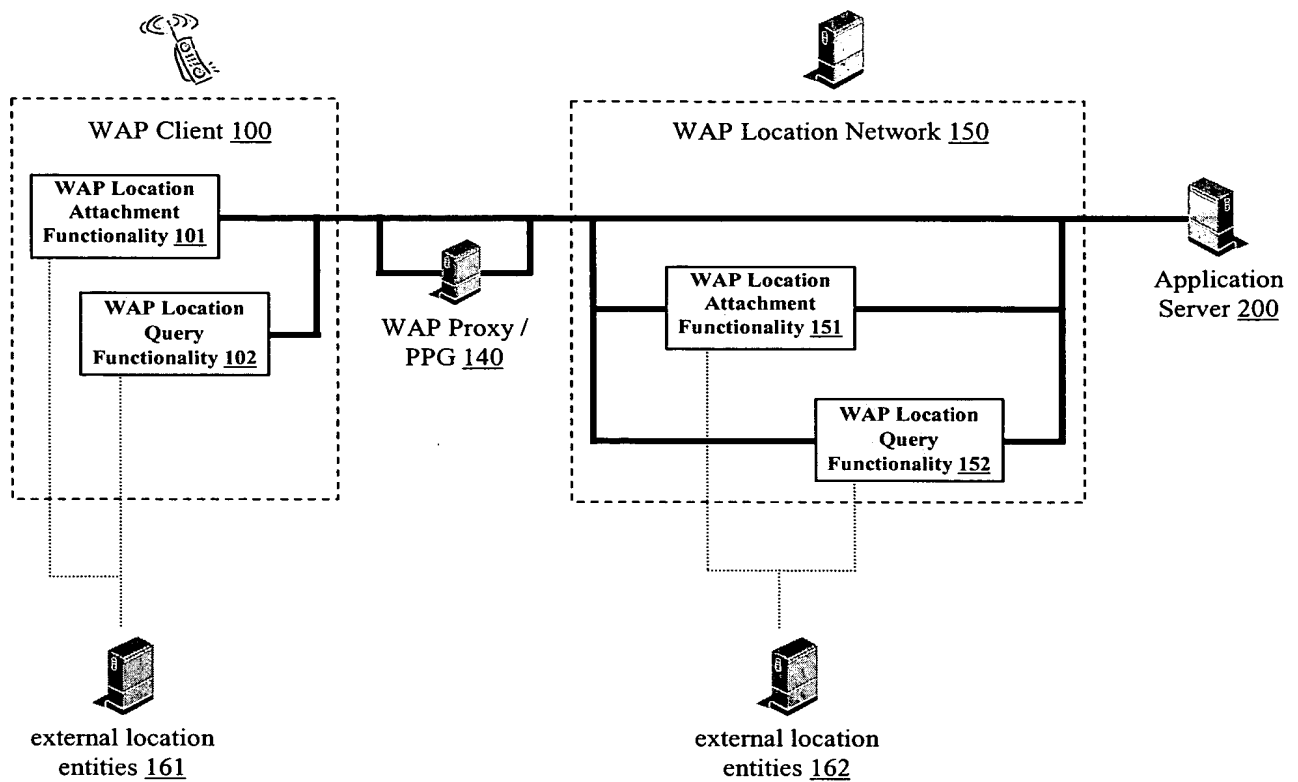 WAP Client 100
WAP Location
Attachment
Functionality 101
WAP Location
Query
Functionality 102
WAP Proxy /
PPG 140
WAP Location Network 150
WAP Location
Attachment
Functionality 151
WAP Location
Query
Functionality 152
Application
Server 200
external location
entities 161
external location
entities 162